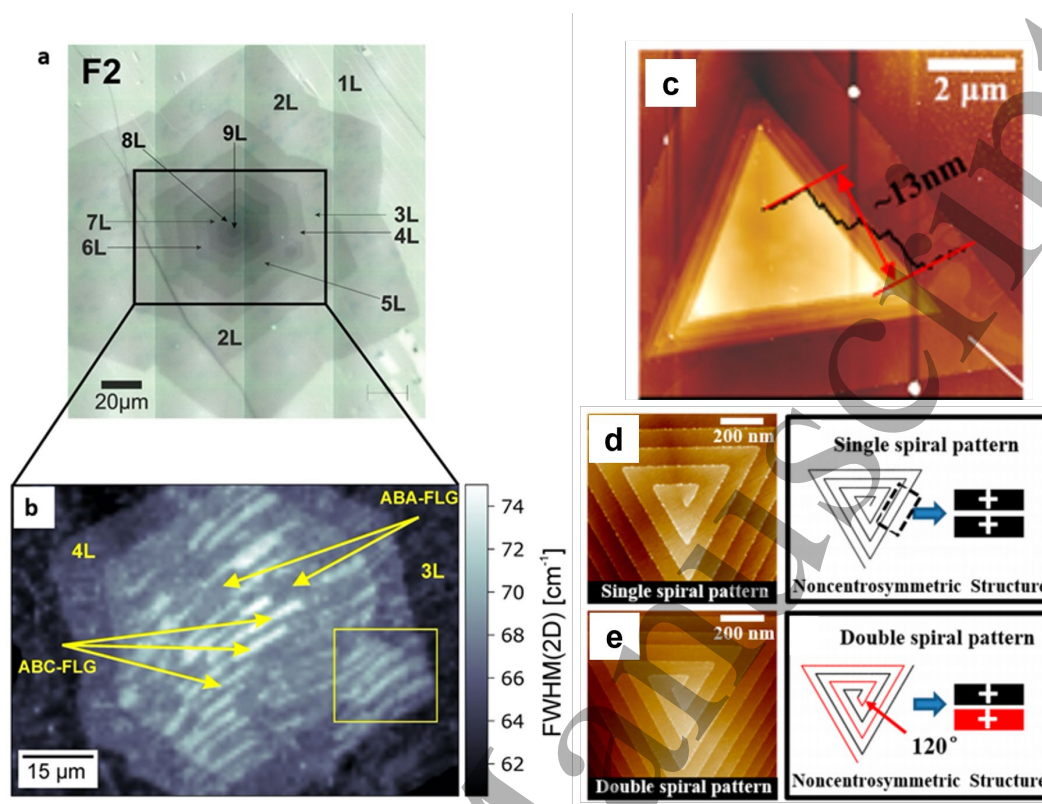 a
F2
1L
2L
8L
9L
7L
3L
4L
6L
5L
2L
20µm
b
ABA-FLG
4L
3L
ABC-FLG
15 µm
74
72
70
68
66
64
62
FWHM(2D) [cm⁻¹]
c
2 µm
~13nm
d
200 nm
Single spiral pattern
Single spiral pattern
+
+
Noncentrosymmetric Structure
e
200 nm
Double spiral pattern
Double spiral pattern
+
+
120°
Noncentrosymmetric Structure